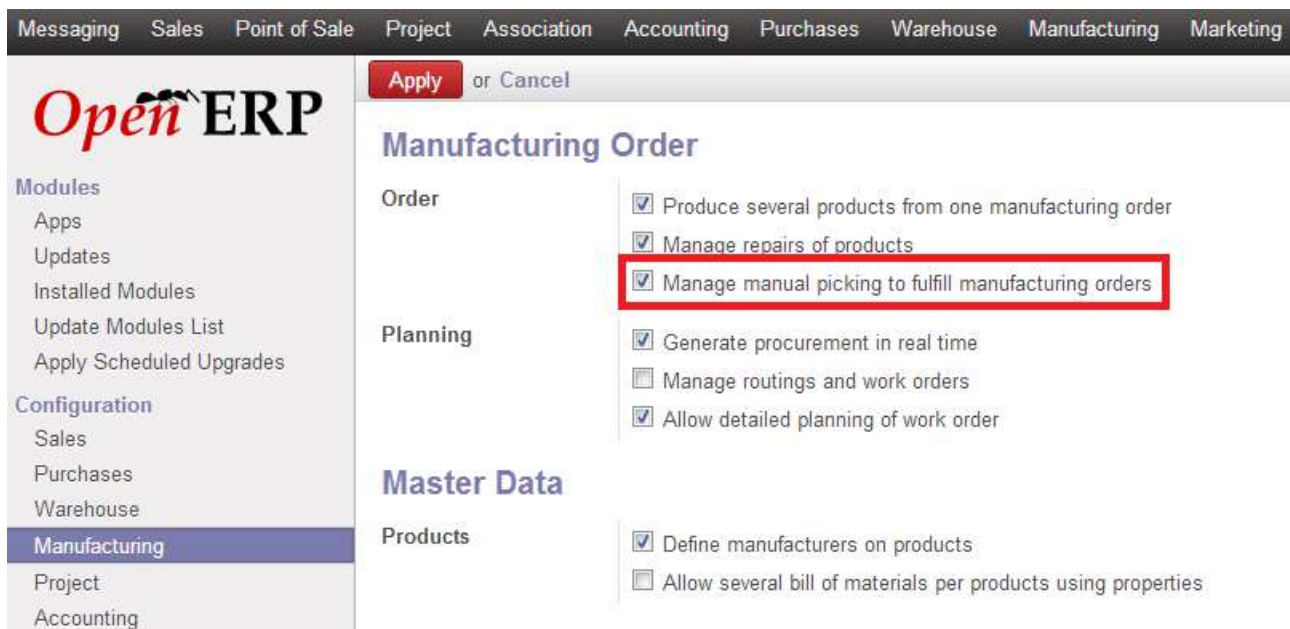 Messaging Sales Point of Sale Project Association Accounting Purchases Warehouse Manufacturing Marketing
OpenERP
Modules
Apps
Updates
Installed Modules
Update Modules List
Apply Scheduled Upgrades
Configuration
Sales
Purchases
Warehouse
Manufacturing
Project
Accounting
Apply or Cancel
Manufacturing Order
Order
Produce several products from one manufacturing order
Manage repairs of products
Manage manual picking to fulfill manufacturing orders
Planning
Generate procurement in real time
Manage routings and work orders
Allow detailed planning of work order
Master Data
Products
Define manufacturers on products
Allow several bill of materials per products using properties